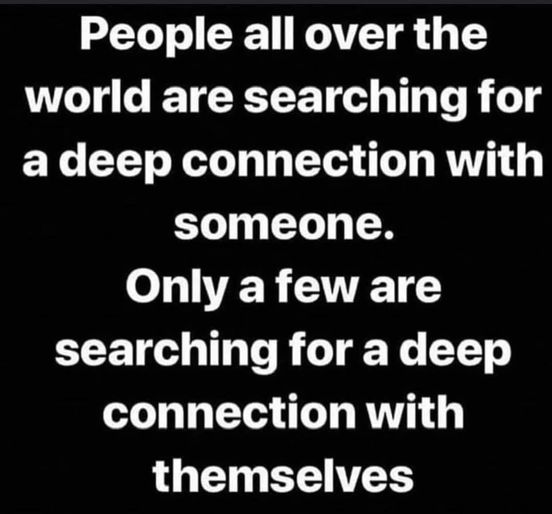 People all over the
world are searching for
a deep connection with
someone.
Only a few are
searching for a deep
connection with
themselves